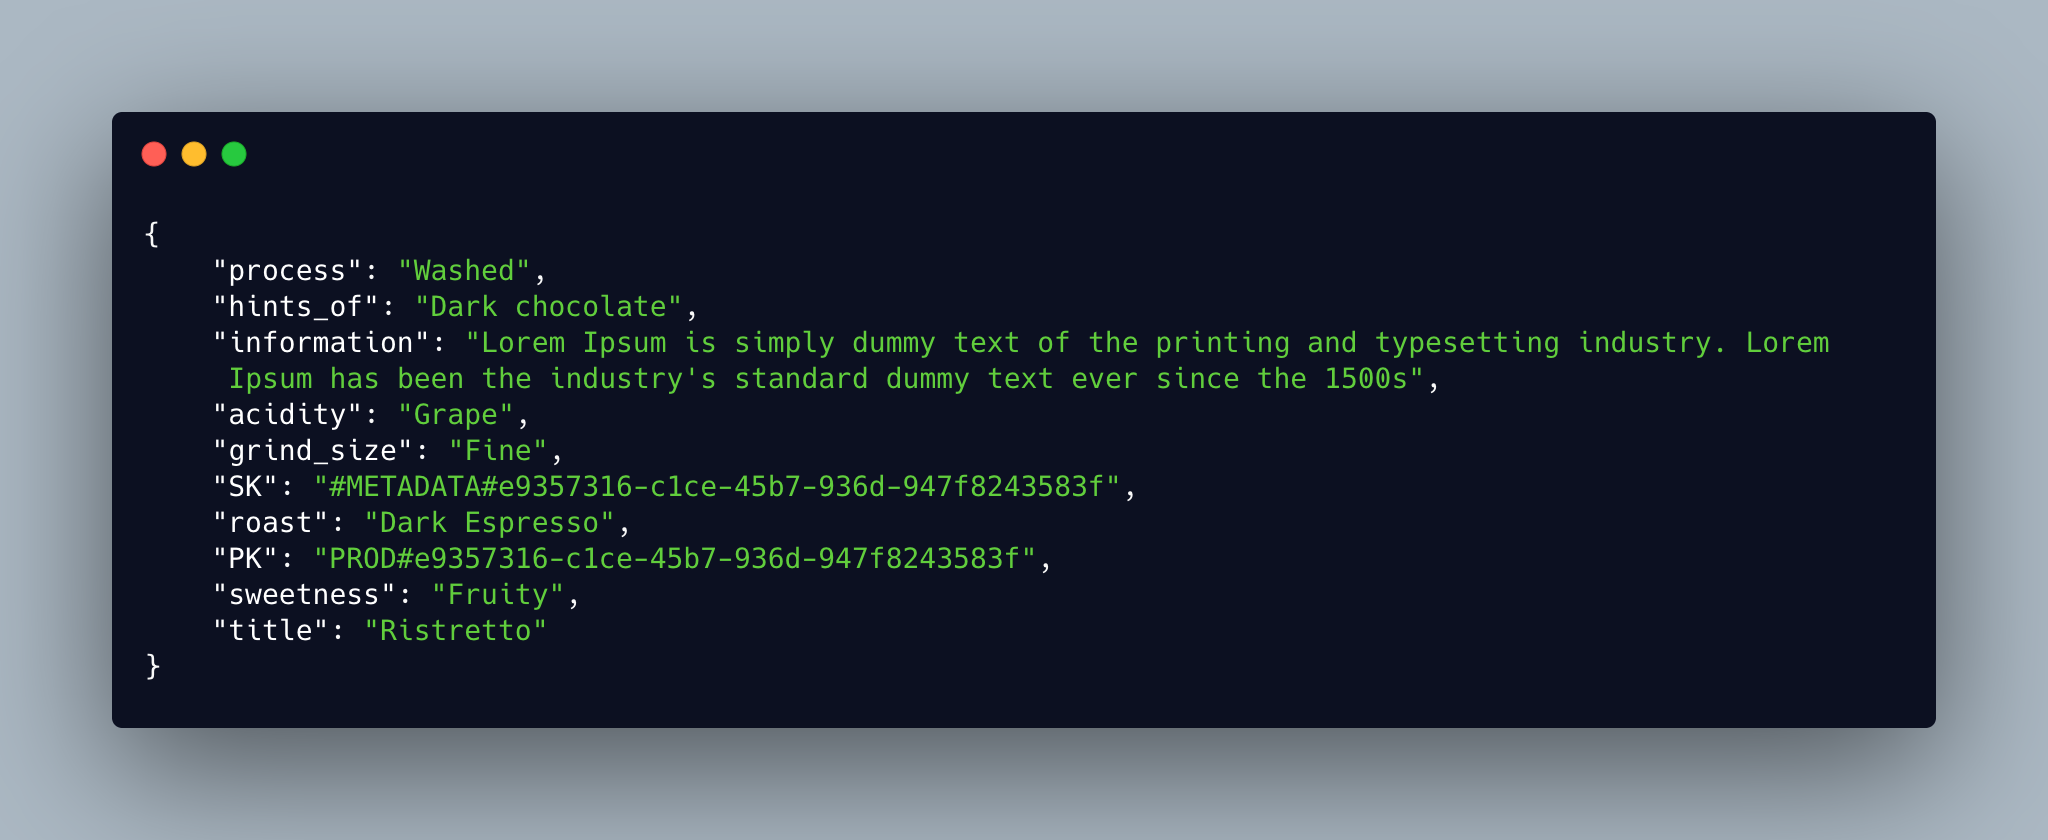 {
    "process": "Washed",
    "hints_of": "Dark chocolate",
    "information": "Lorem Ipsum is simply dummy text of the printing and typesetting industry. Lorem
     Ipsum has been the industry's standard dummy text ever since the 1500s",
    "acidity": "Grape",
    "grind_size": "Fine",
    "SK": "#METADATA#e9357316-c1ce-45b7-936d-947f8243583f",
    "roast": "Dark Espresso",
    "PK": "PROD#e9357316-c1ce-45b7-936d-947f8243583f",
    "sweetness": "Fruity",
    "title": "Ristretto"
}